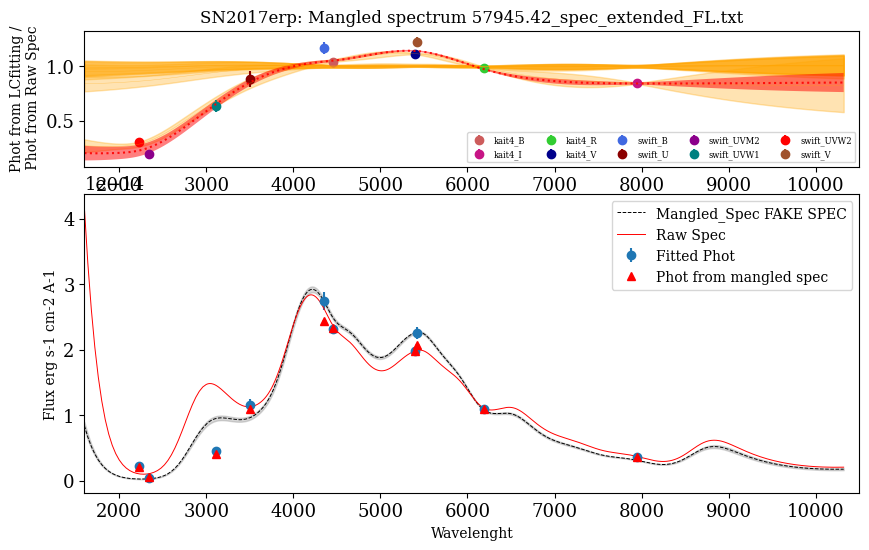 SN2017erp: Mangled spectrum 57945.42_spec_extended_FL.txt
Phot from LCfitting /
Phot from Raw Spec
1.0
0.5
kait4_B kait4_R swift_B swift_UVM2 swift_UVW2
kait4_I kait4_V swift_U swift_UVW1 swift_V
2000 3000 4000 5000 6000 7000 8000 9000 10000
1e−14
Flux erg s-1 cm-2 A-1
4
3
2
1
0
Mangled_Spec FAKE SPEC
Raw Spec
Fitted Phot
Phot from mangled spec
2000 3000 4000 5000 6000 7000 8000 9000 10000
Wavelenght